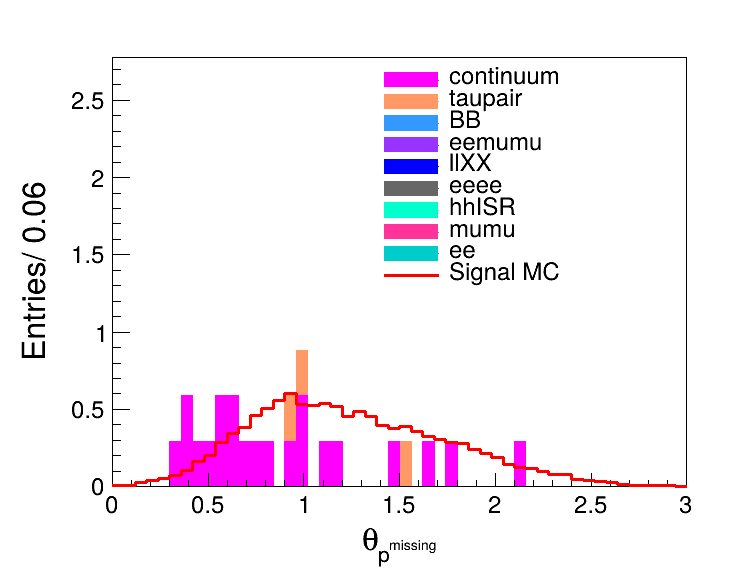 continuum
taupair
BB
eemumu
llXX
eeee
hhISR
mumu
ee
Signal MC
Entries/ 0.06
2.5
2
1.5
1
0.5
0
0 0.5 1 1.5 2 2.5 3
θ_p^missing